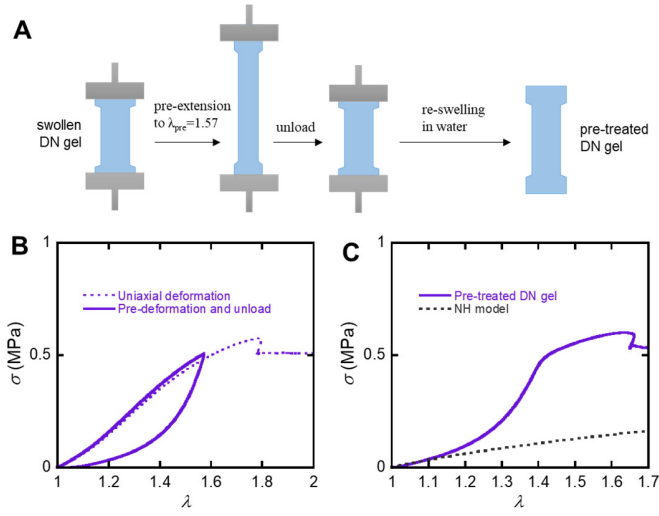 A
swollen
DN gel
pre-extension
to λpre=1.57
unload
re-swelling
in water
pre-treated
DN gel
B
1
0.5
0
σ (MPa)
Uniaxial deformation
Pre-deformation and unload
1 1.2 1.4 1.6 1.8 2
λ
C
1
0.5
0
σ (MPa)
Pre-treated DN gel
NH model
1 1.1 1.2 1.3 1.4 1.5 1.6 1.7
λ